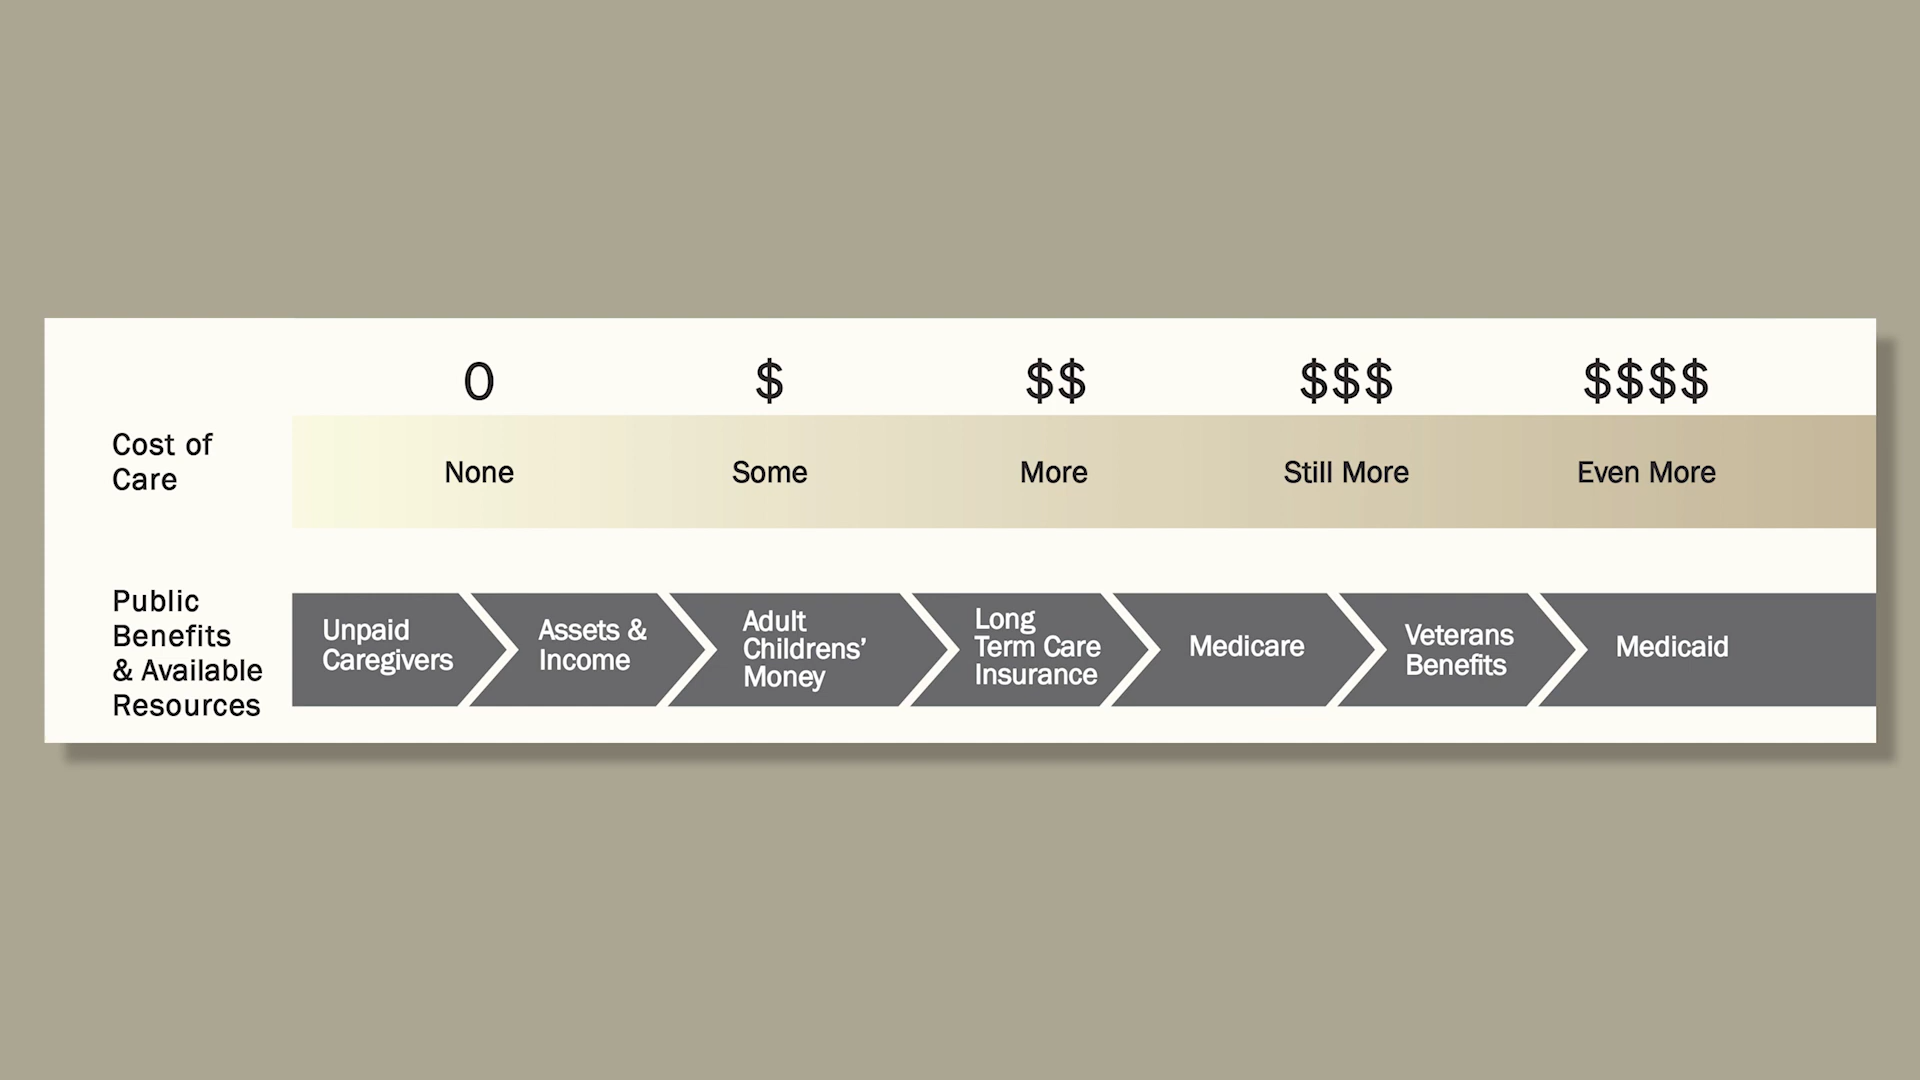 0 $ $$ $$$ $$$$
Cost of
Care
None Some More Still More Even More
Public
Benefits
& Available
Resources
Unpaid
Caregivers
Assets &
Income
Adult
Childrens’
Money
Long
Term Care
Insurance
Medicare
Veterans
Benefits
Medicaid